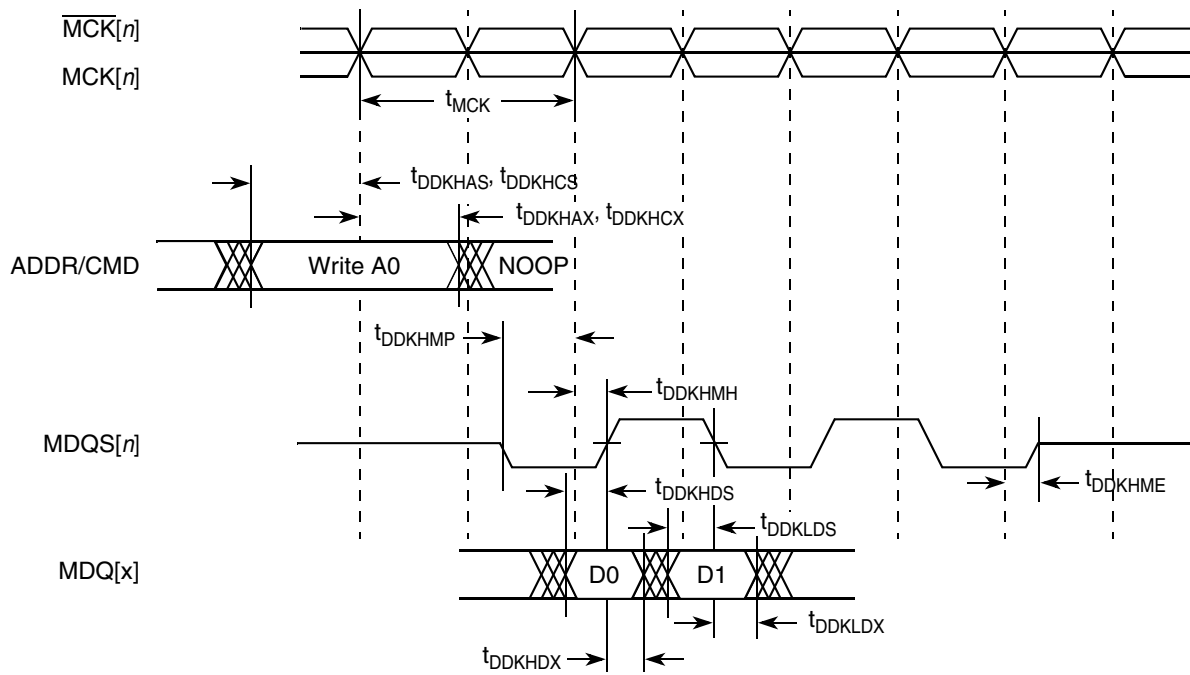 MCK[n]
MCK[n]
tMCK
tDDKHAS, tDDKHCS
tDDKHAX, tDDKHCX
ADDR/CMD
Write A0
NOOP
tDDKHMP
tDDKHMH
MDQS[n]
tDDKHDS
tDDKHME
tDDKLDS
MDQ[x]
D0
D1
tDDKLDX
tDDKHDX